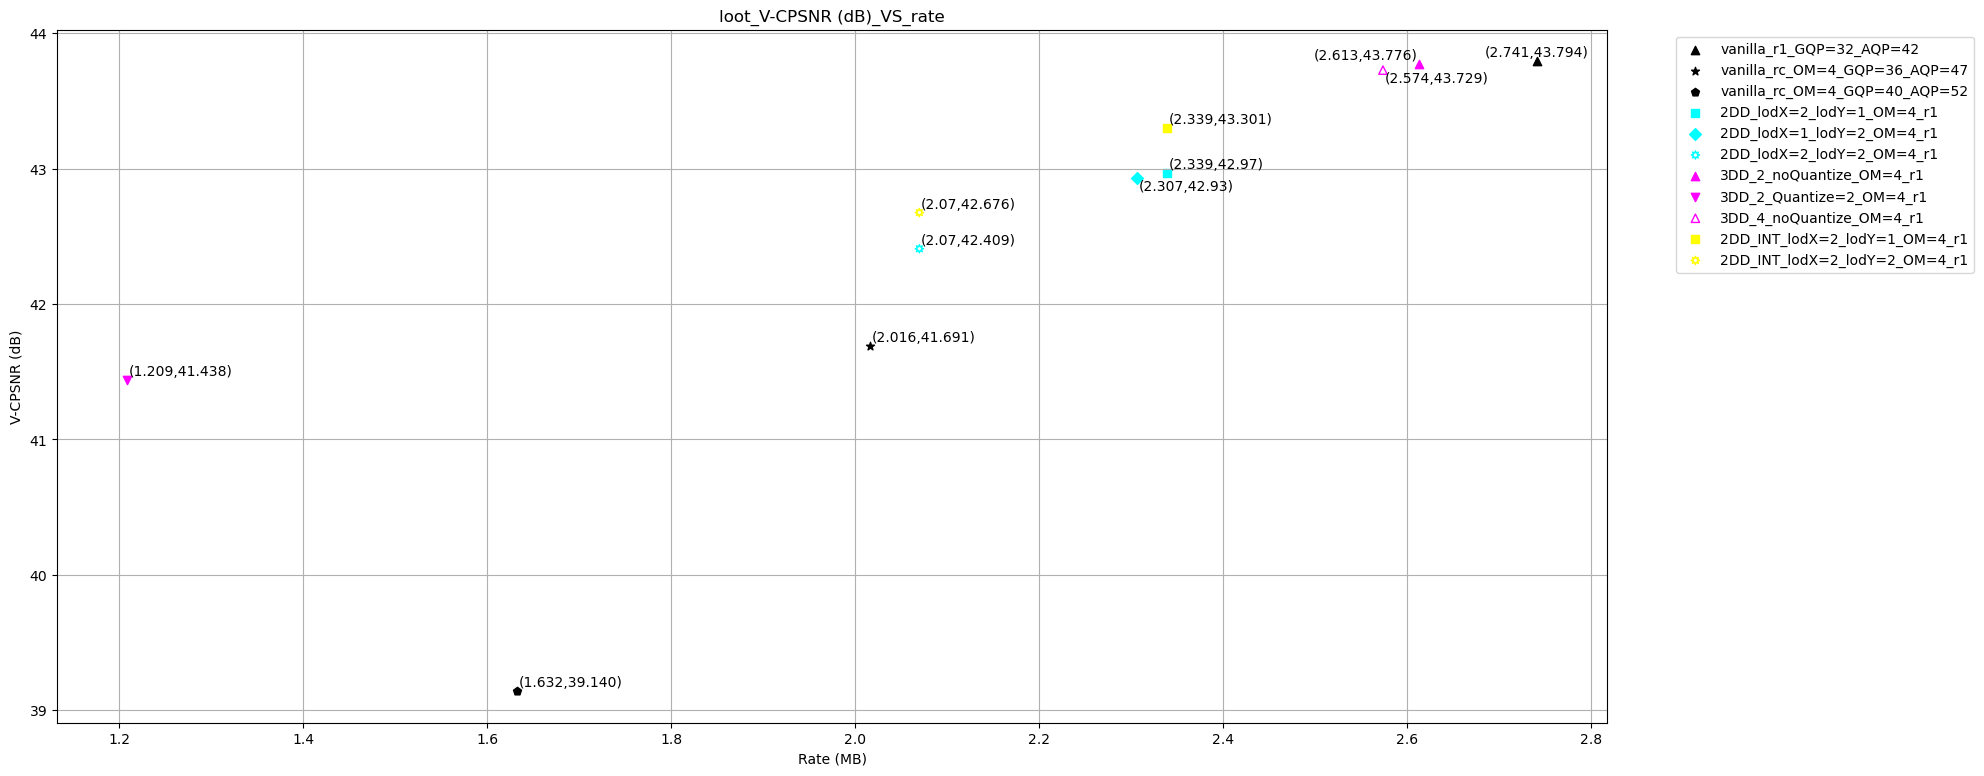 loot_V-CPSNR (dB)_VS_rate
44
43
42
41
40
39
V-CPSNR (dB)
(2.613,43.776)
(2.741,43.794)
(2.574,43.729)
(2.339,43.301)
(2.339,42.97)
(2.307,42.93)
(2.07,42.676)
(2.07,42.409)
(2.016,41.691)
(1.209,41.438)
(1.632,39.140)
1.2 1.4 1.6 1.8 2.0 2.2 2.4 2.6 2.8
Rate (MB)
vanilla_r1_GQP=32_AQP=42
vanilla_rc_OM=4_GQP=36_AQP=47
vanilla_rc_OM=4_GQP=40_AQP=52
2DD_lodX=2_lodY=1_OM=4_r1
2DD_lodX=1_lodY=2_OM=4_r1
2DD_lodX=2_lodY=2_OM=4_r1
3DD_2_noQuantize_OM=4_r1
3DD_2_Quantize=2_OM=4_r1
3DD_4_noQuantize_OM=4_r1
2DD_INT_lodX=2_lodY=1_OM=4_r1
2DD_INT_lodX=2_lodY=2_OM=4_r1